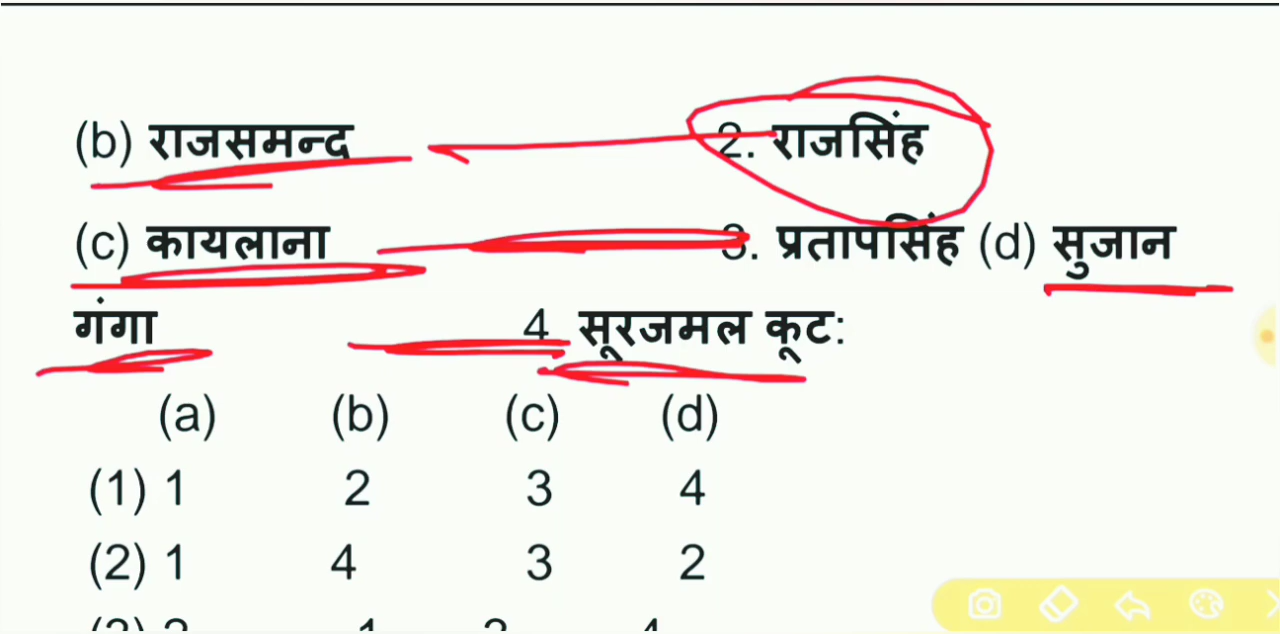 (b) राजसमन्द 2. राजसिंह
(c) कायलाना 3. प्रतापसिंह (d) सुजान
गंगा 4 सूरजमल कूट:
(a) (b) (c) (d)
(1) 1 2 3 4
(2) 1 4 3 2